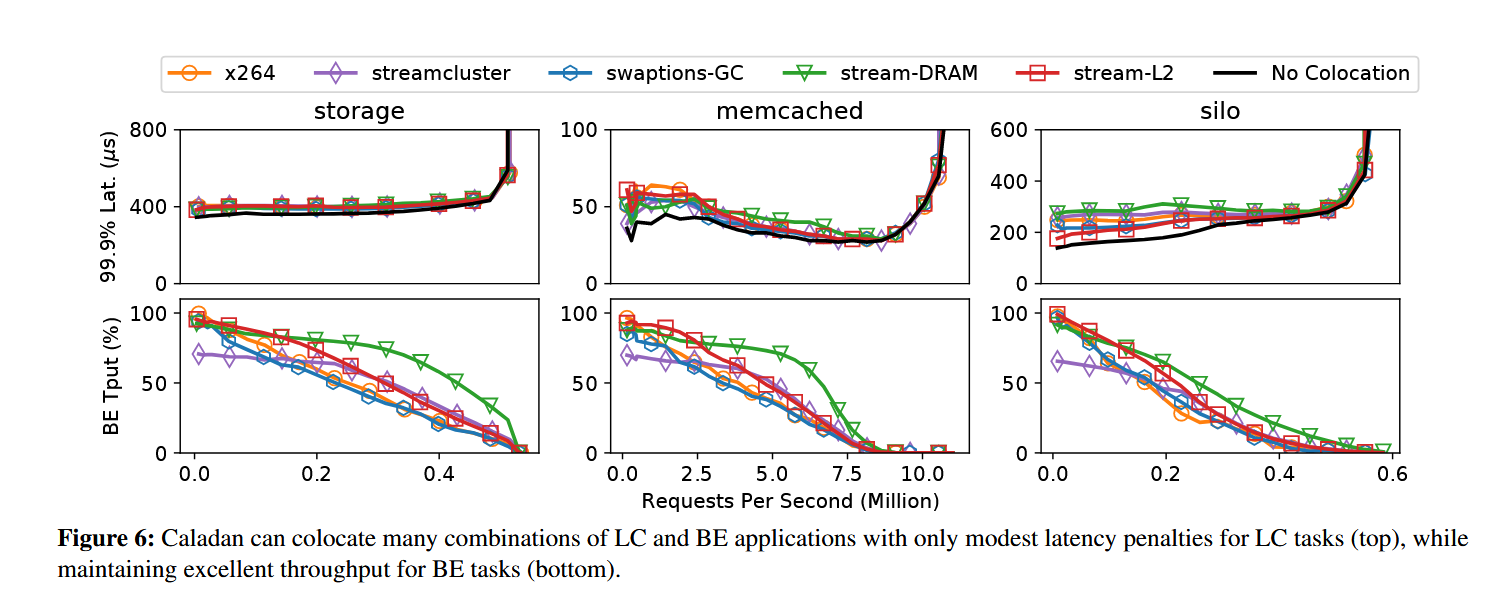 x264 streamcluster swaptions-GC stream-DRAM stream-L2 No Colocation
storage memcached silo
99.9% Lat. (μs)
800
400
0
100
50
0
600
400
200
0
BE Tput (%)
100
50
0
0.0 0.2 0.4
100
50
0
0.0 2.5 5.0 7.5 10.0
100
50
0
0.0 0.2 0.4 0.6
Requests Per Second (Million)
Figure 6: Caladan can colocate many combinations of LC and BE applications with only modest latency penalties for LC tasks (top), while
maintaining excellent throughput for BE tasks (bottom).